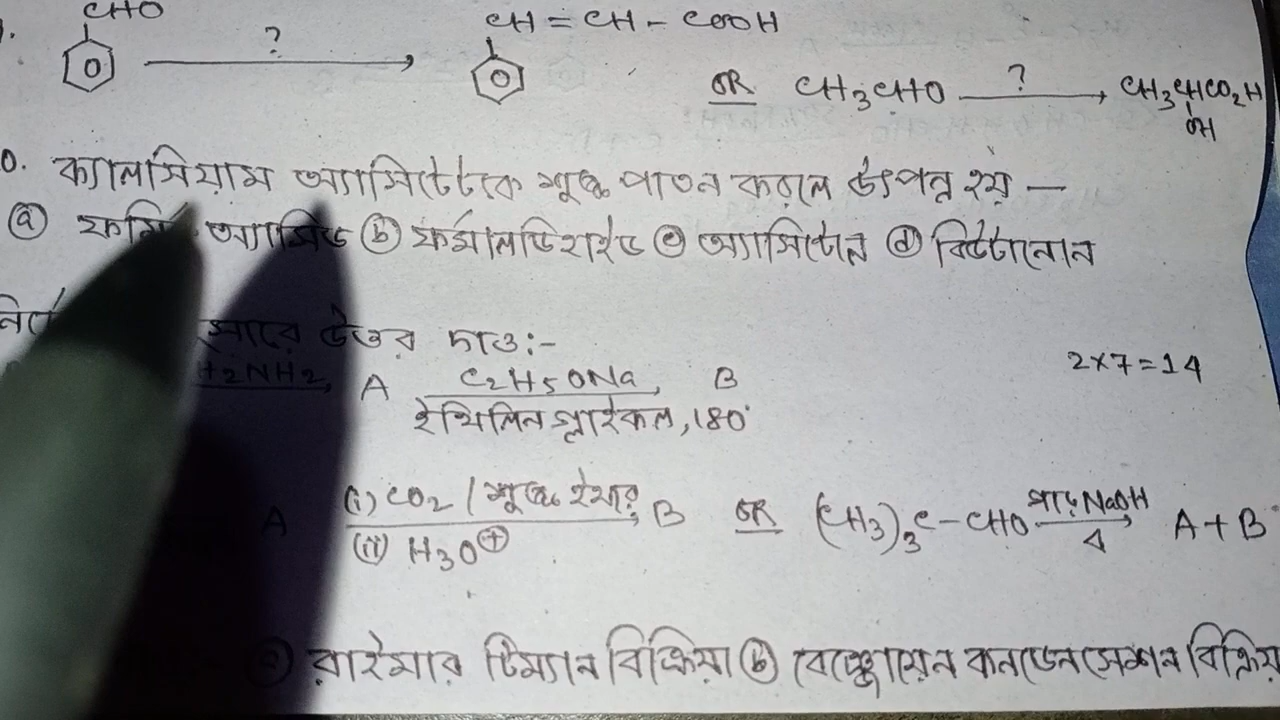 CHO CH = CH - COOH
? OR CH3CHO ? CH3CHCO2H
OH
0. ক্যালসিয়াম অ্যাসিটেটকে শুষ্ক পাতন করলে উৎপন্ন হয় —
ⓐ অ্যাসিড ⓑ ফর্মালডিহাইড ⓒ অ্যাসিটোন ⓓ বিউটানোন
উত্তর দাও:-
2×7=14
H2NH2, A C2H5ONa, B
ইথিলিন গ্লাইকল, 180°
A (i) CO2 / শুষ্ক ইথার, B OR (CH3)3C-CHO গাঢ় NaOH A + B
(ii) H3O⊕ Δ
ⓐ রাইমার টিম্যান বিক্রিয়া ⓑ বেঞ্জোয়েন কনডেনসেশন